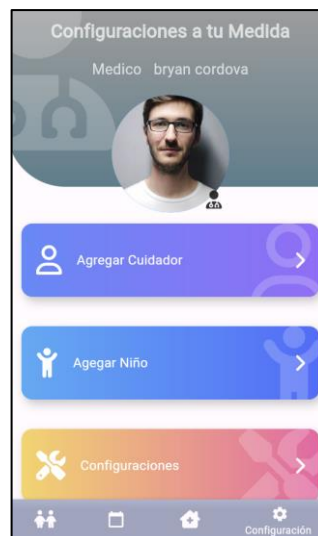 Configuraciones a tu Medida
Medico bryan cordova
Agregar Cuidador
Agegar Niño
Configuraciones
Configuración